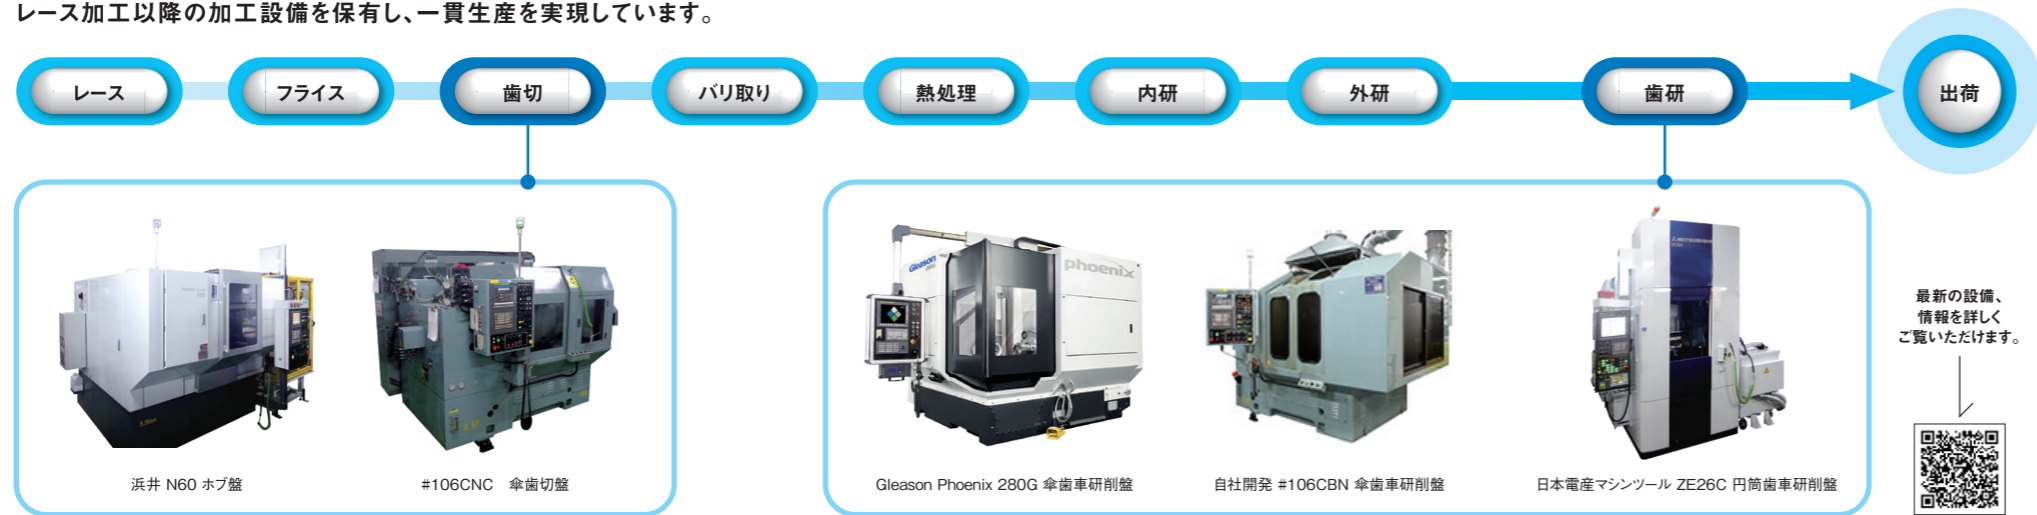 レース加工以降の加工設備を保有し、一貫生産を実現しています。
レース
フライス
歯切
バリ取り
熱処理
内研
外研
歯研
出荷
Gleason
280G
phoenix
浜井 N60 ホブ盤
#106CNC　傘歯切盤
Gleason Phoenix 280G 傘歯車研削盤
自社開発 #106CBN 傘歯車研削盤
日本電産マシンツール ZE26C 円筒歯車研削盤
最新の設備、
情報を詳しく
ご覧いただけます。